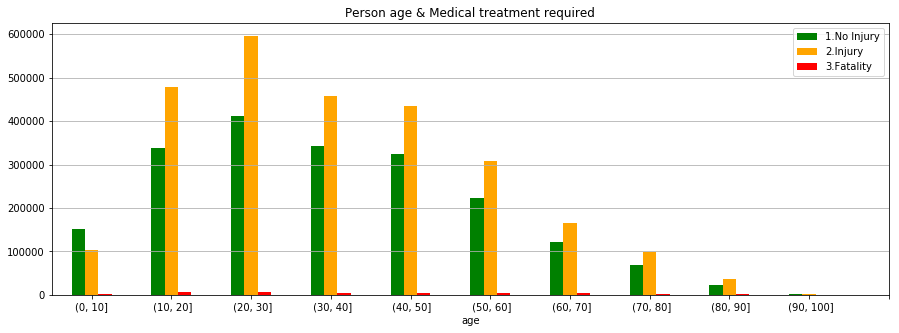 Person age & Medical treatment required
1.No Injury
2.Injury
3.Fatality
600000
500000
400000
300000
200000
100000
0
(0, 10] (10, 20] (20, 30] (30, 40] (40, 50] (50, 60] (60, 70] (70, 80] (80, 90] (90, 100]
age